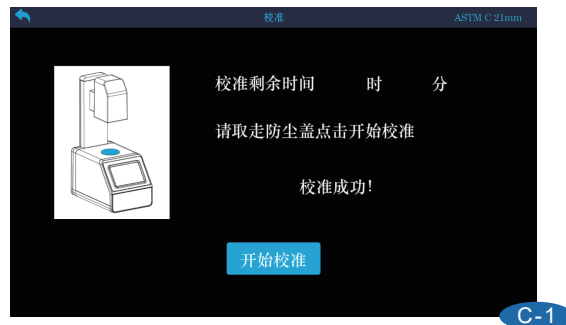 校准 ASTM C 21mm
校准剩余时间 时 分
请取走防尘盖点击开始校准
校准成功!
开始校准
C-1